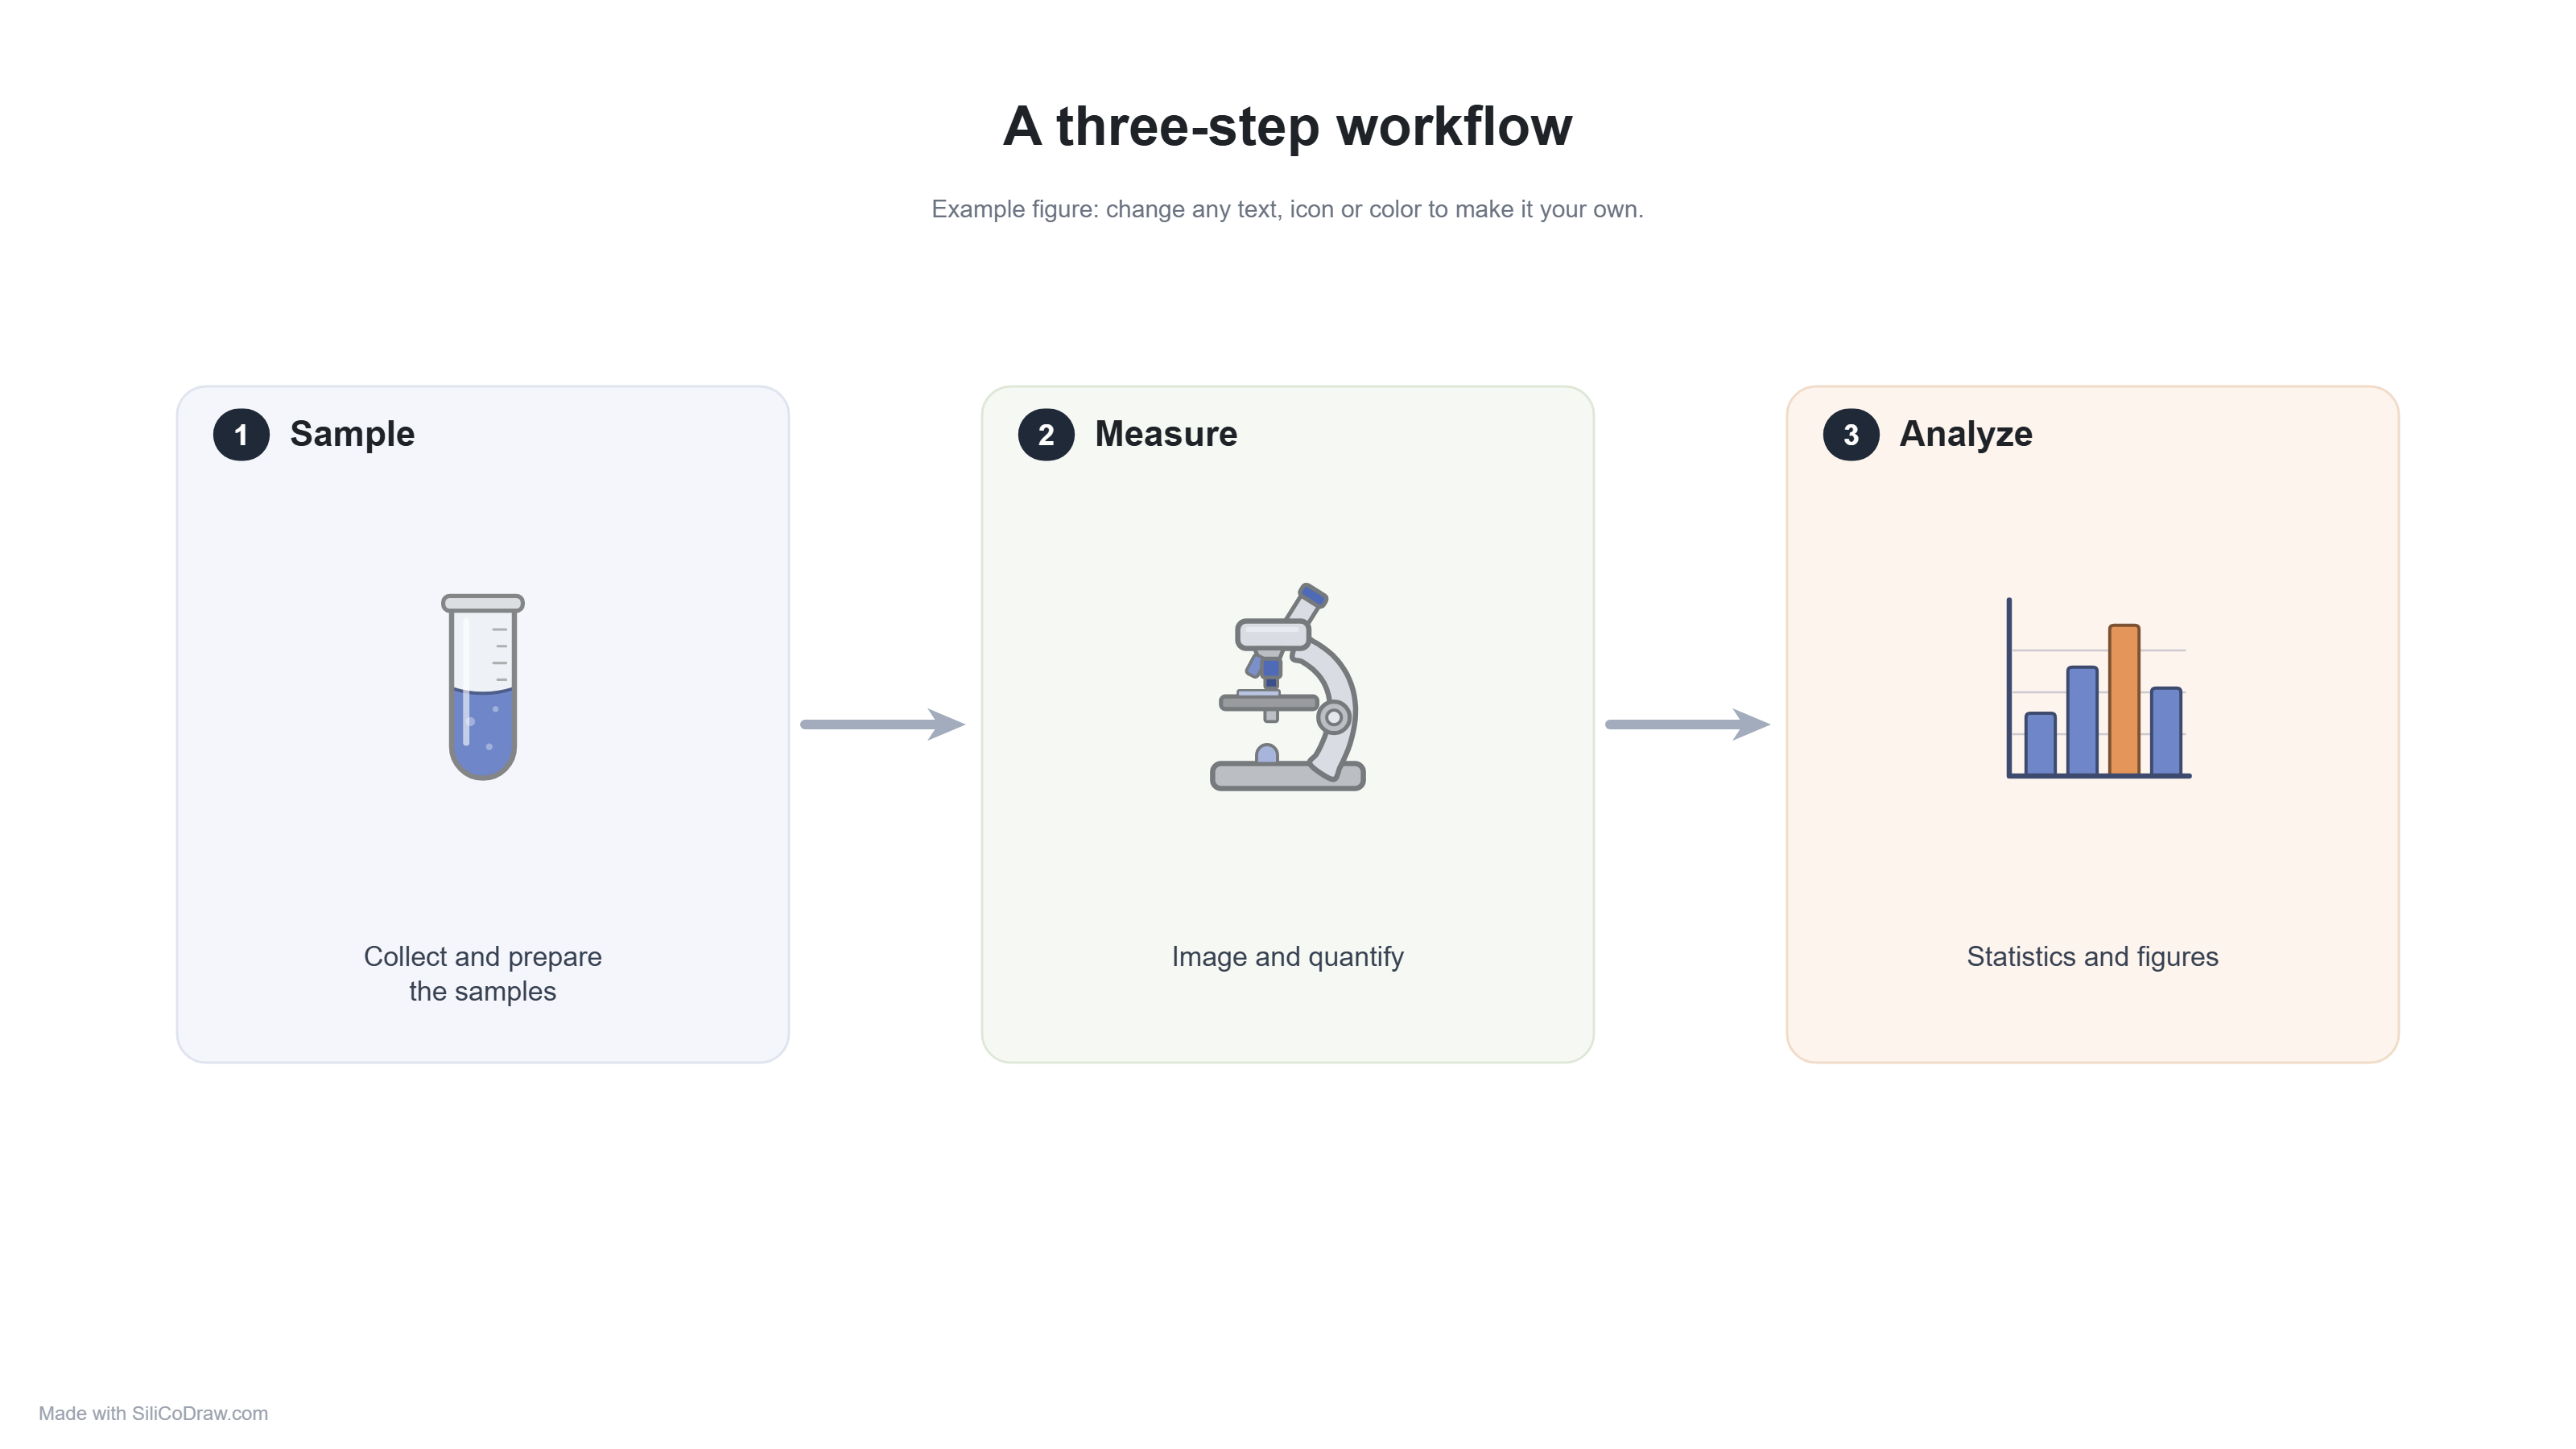 A three-step workflow
Example figure: change any text, icon or color to make it your own.
1 Sample
Collect and prepare
the samples
2 Measure
Image and quantify
3 Analyze
Statistics and figures
Made with SiliCoDraw.com